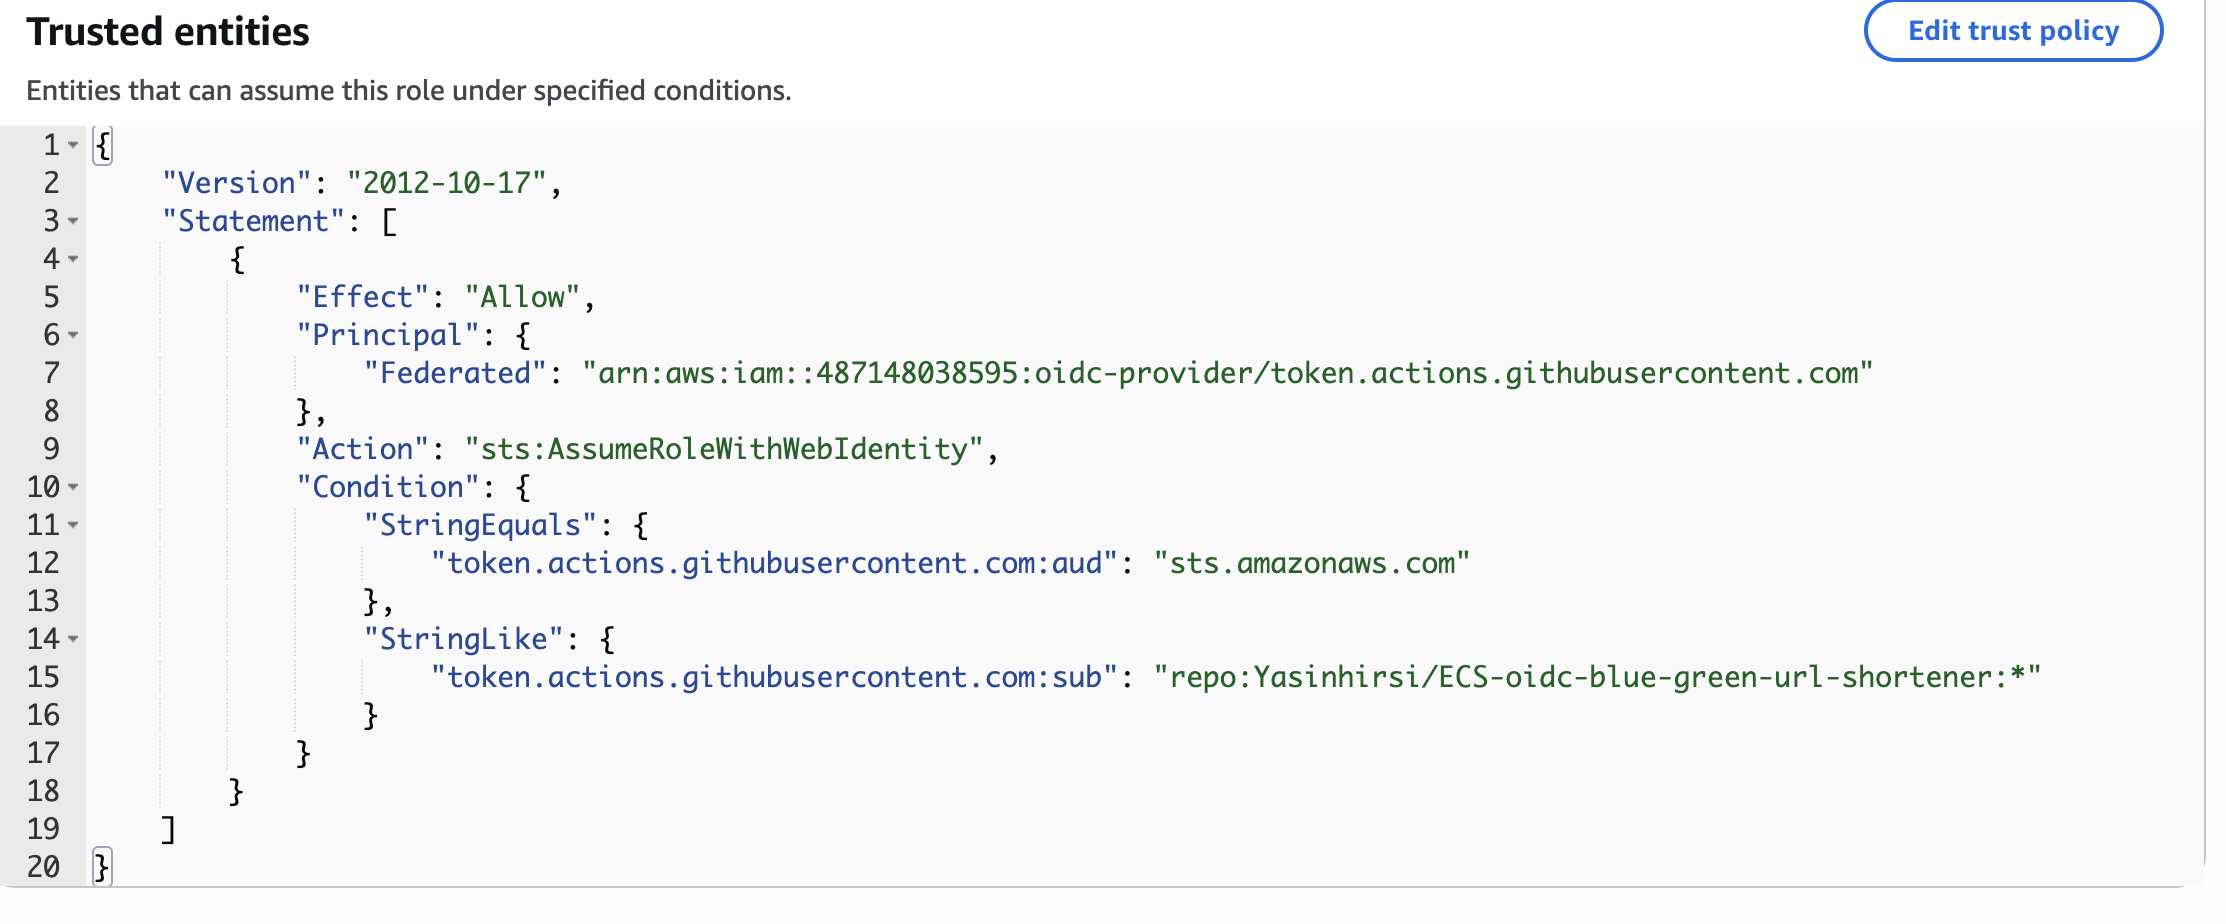 Trusted entities
Edit trust policy
Entities that can assume this role under specified conditions.
1 {
2     "Version": "2012-10-17",
3     "Statement": [
4         {
5             "Effect": "Allow",
6             "Principal": {
7                 "Federated": "arn:aws:iam::487148038595:oidc-provider/token.actions.githubusercontent.com"
8             },
9             "Action": "sts:AssumeRoleWithWebIdentity",
10             "Condition": {
11                 "StringEquals": {
12                     "token.actions.githubusercontent.com:aud": "sts.amazonaws.com"
13                 },
14                 "StringLike": {
15                     "token.actions.githubusercontent.com:sub": "repo:Yasinhirsi/ECS-oidc-blue-green-url-shortener:*"
16                 }
17             }
18         }
19     ]
20 }